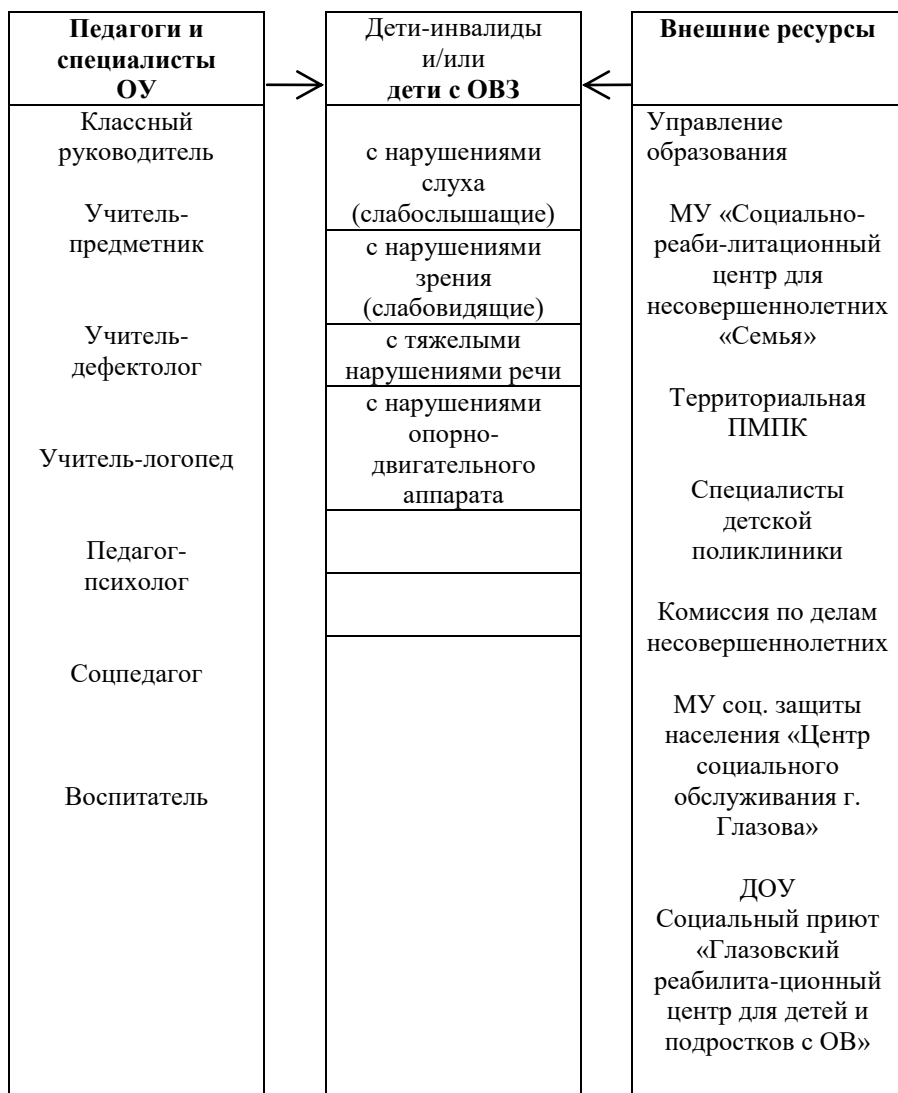 Педагоги и
специалисты
ОУ
Классный
руководитель
Учитель-
предметник
Учитель-
дефектолог
Учитель-логопед
Педагог-
психолог
Соцпедагог
Воспитатель
Дети-инвалиды
и/или
дети с ОВЗ
с нарушениями
слуха
(слабослышащие)
с нарушениями
зрения
(слабовидящие)
с тяжелыми
нарушениями речи
с нарушениями
опорно-
двигательного
аппарата
Внешние ресурсы
Управление
образования
МУ «Социально-
реаби-литационный
центр для
несовершеннолетних
«Семья»
Территориальная
ПМПК
Специалисты
детской
поликлиники
Комиссия по делам
несовершеннолетних
МУ соц. защиты
населения «Центр
социального
обслуживания г.
Глазова»
ДОУ
Социальный приют
«Глазовский
реабилита-ционный
центр для детей и
подростков с ОВ»